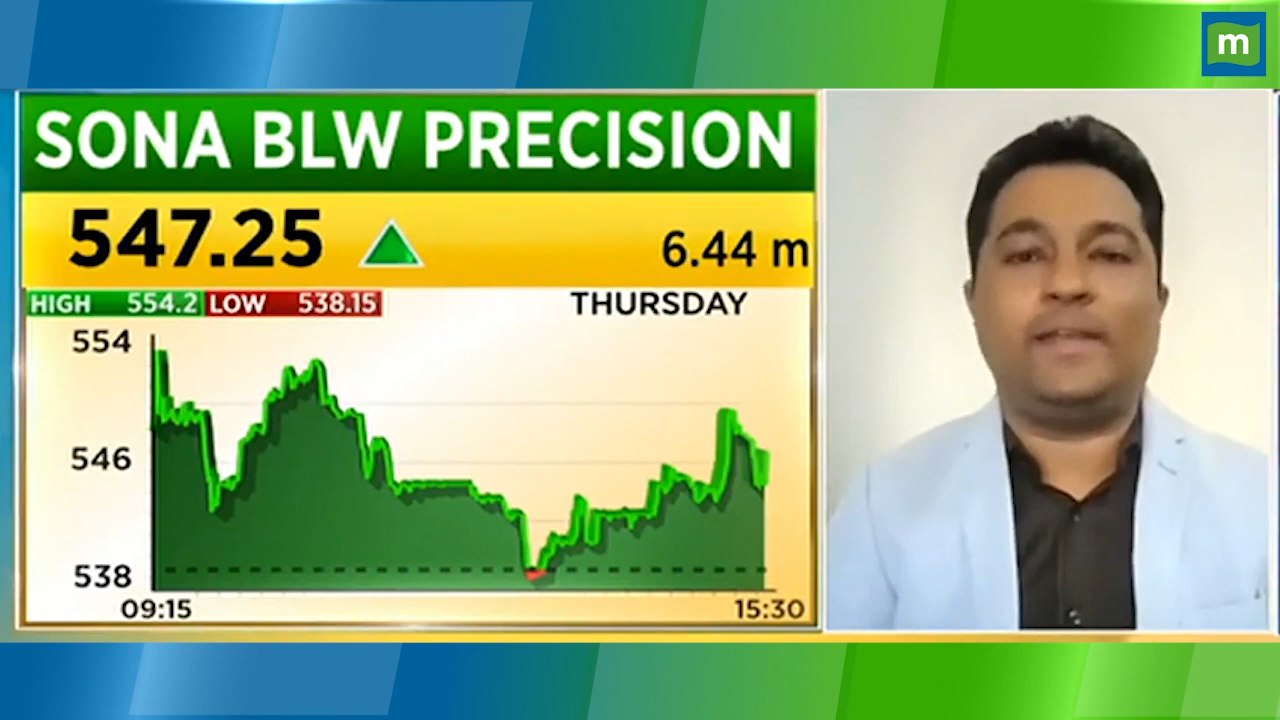 m
SONA BLW PRECISION
547.25 6.44 m
HIGH 554.2 LOW 538.15 THURSDAY
554
546
538
09:15 15:30